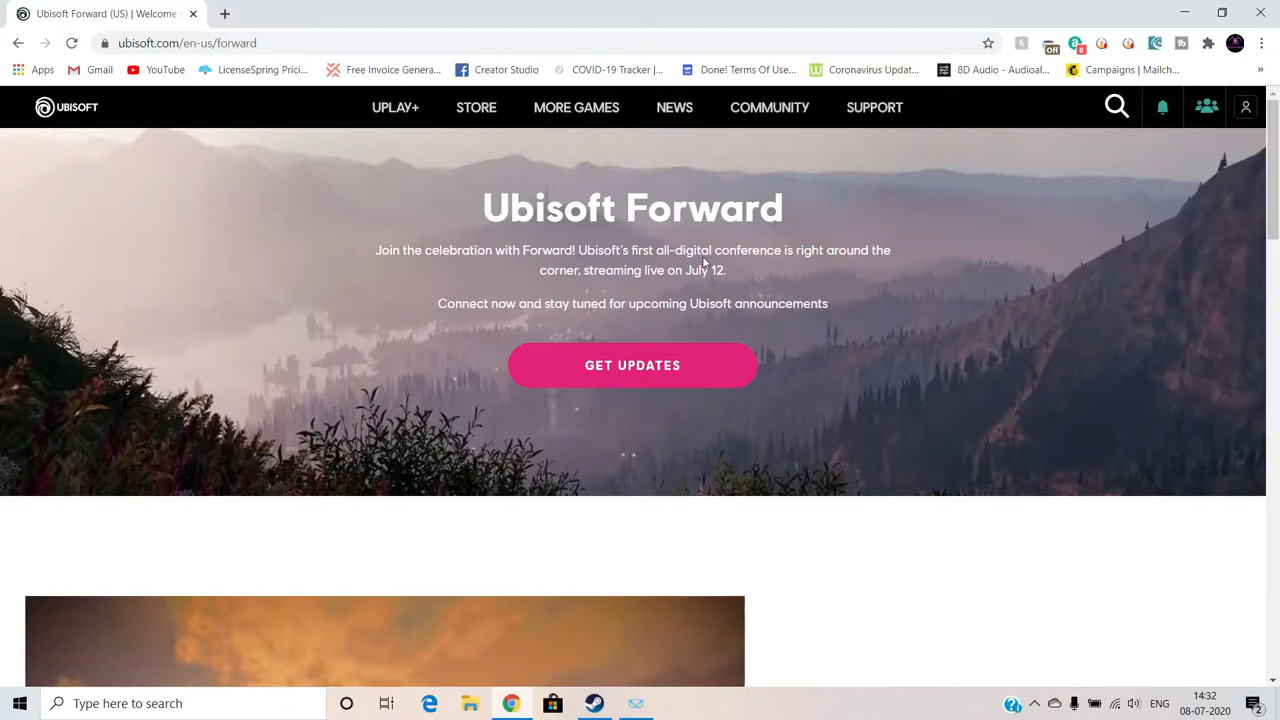 Ubisoft Forward (US) | Welcome
ubisoft.com/en-us/forward
Off
8
Apps
Gmail
YouTube
LicenseSpring Pric...
Free Invoice Genera...
Creator Studio
COVID-19 Tracker |...
Done! Terms Of Use...
Coronavirus Updat...
8D Audio - Audioal...
Campaigns | Mailch...
»
UBISOFT
UPLAY+
STORE
MORE GAMES
NEWS
COMMUNITY
SUPPORT
Ubisoft Forward
Join the celebration with Forward! Ubisoft's first all-digital conference is right around the
corner, streaming live on July 12.
Connect now and stay tuned for upcoming Ubisoft announcements
GET UPDATES
Type here to search
ENG
14:32
08-07-2020
2